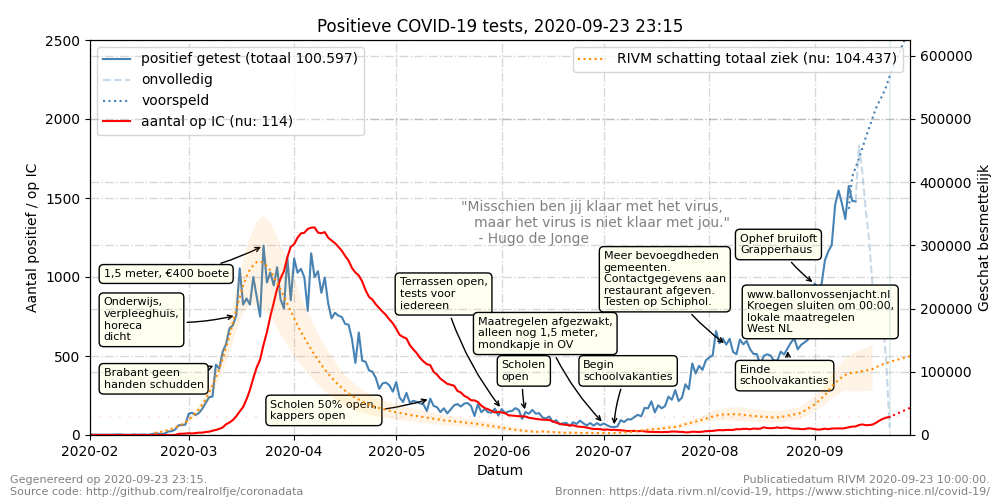 Positieve COVID-19 tests, 2020-09-23 23:15
positief getest (totaal 100.597)
onvolledig
voorspeld
aantal op IC (nu: 114)
RIVM schatting totaal ziek (nu: 104.437)
2500
2000
1500
1000
500
0
Aantal positief / op IC
600000
500000
400000
300000
200000
100000
0
Geschat besmettelijk
"Misschien ben jij klaar met het virus,
maar het virus is niet klaar met jou."
- Hugo de Jonge
1,5 meter, €400 boete
Onderwijs,
verpleeghuis,
horeca
dicht
Brabant geen
handen schudden
Scholen 50% open,
kappers open
Terrassen open,
tests voor
iedereen
Maatregelen afgezwakt,
alleen nog 1,5 meter,
mondkapje in OV
Scholen
open
Begin
schoolvakanties
Meer bevoegdheden
gemeenten.
Contactgegevens aan
restaurant afgeven.
Testen op Schiphol.
Ophef bruiloft
Grapperhaus
www.ballonvossenjacht.nl
Kroegen sluiten om 00:00,
lokale maatregelen
West NL
Einde
schoolvakanties
2020-02
2020-03
2020-04
2020-05
2020-06
2020-07
2020-08
2020-09
Datum
Gegenereerd op 2020-09-23 23:15.
Source code: http://github.com/realrolfje/coronadata
Publicatiedatum RIVM 2020-09-23 10:00:00.
Bronnen: https://data.rivm.nl/covid-19, https://www.stichting-nice.nl/covid-19/